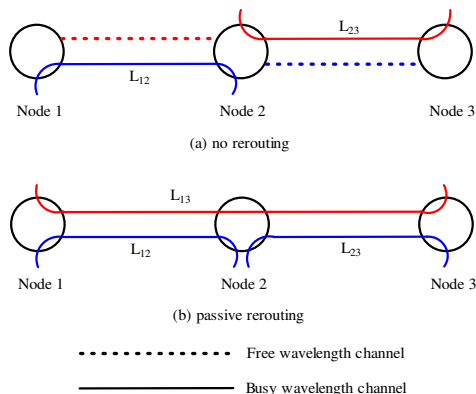 L23
L12
Node 1
Node 2
Node 3
(a) no rerouting
L13
L12
L23
Node 1
Node 2
Node 3
(b) passive rerouting
Free wavelength channel
Busy wavelength channel